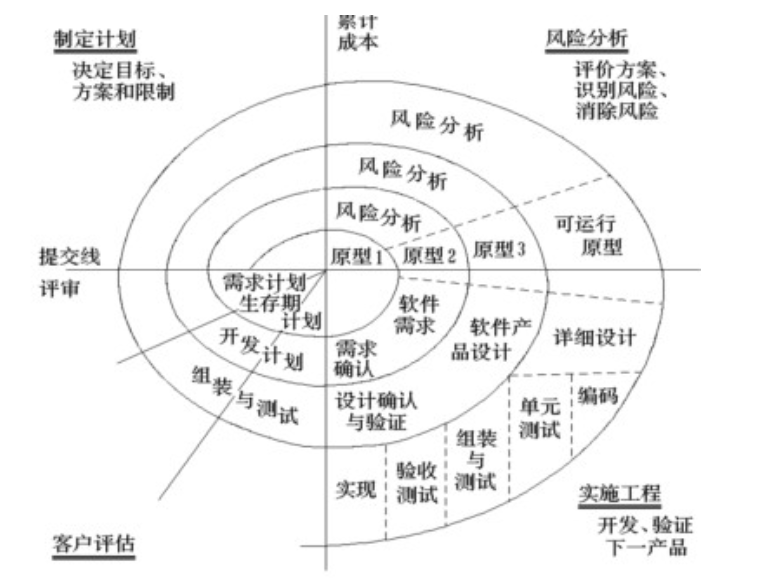 制定计划
决定目标、
方案和限制
累计
成本
风险分析
评价方案、
识别风险、
消除风险
风险分析
风险分析
风险分析
提交线
评审
原型1
原型2
原型3
可运行
原型
需求计划
生存期
计划
开发计划
组装与测试
软件
需求
需求
确认
软件产
品设计
详细设计
设计确认
与验证
实现
验收
测试
组装
与
测试
单元
测试
编码
客户评估
实施工程
开发、验证
下一产品